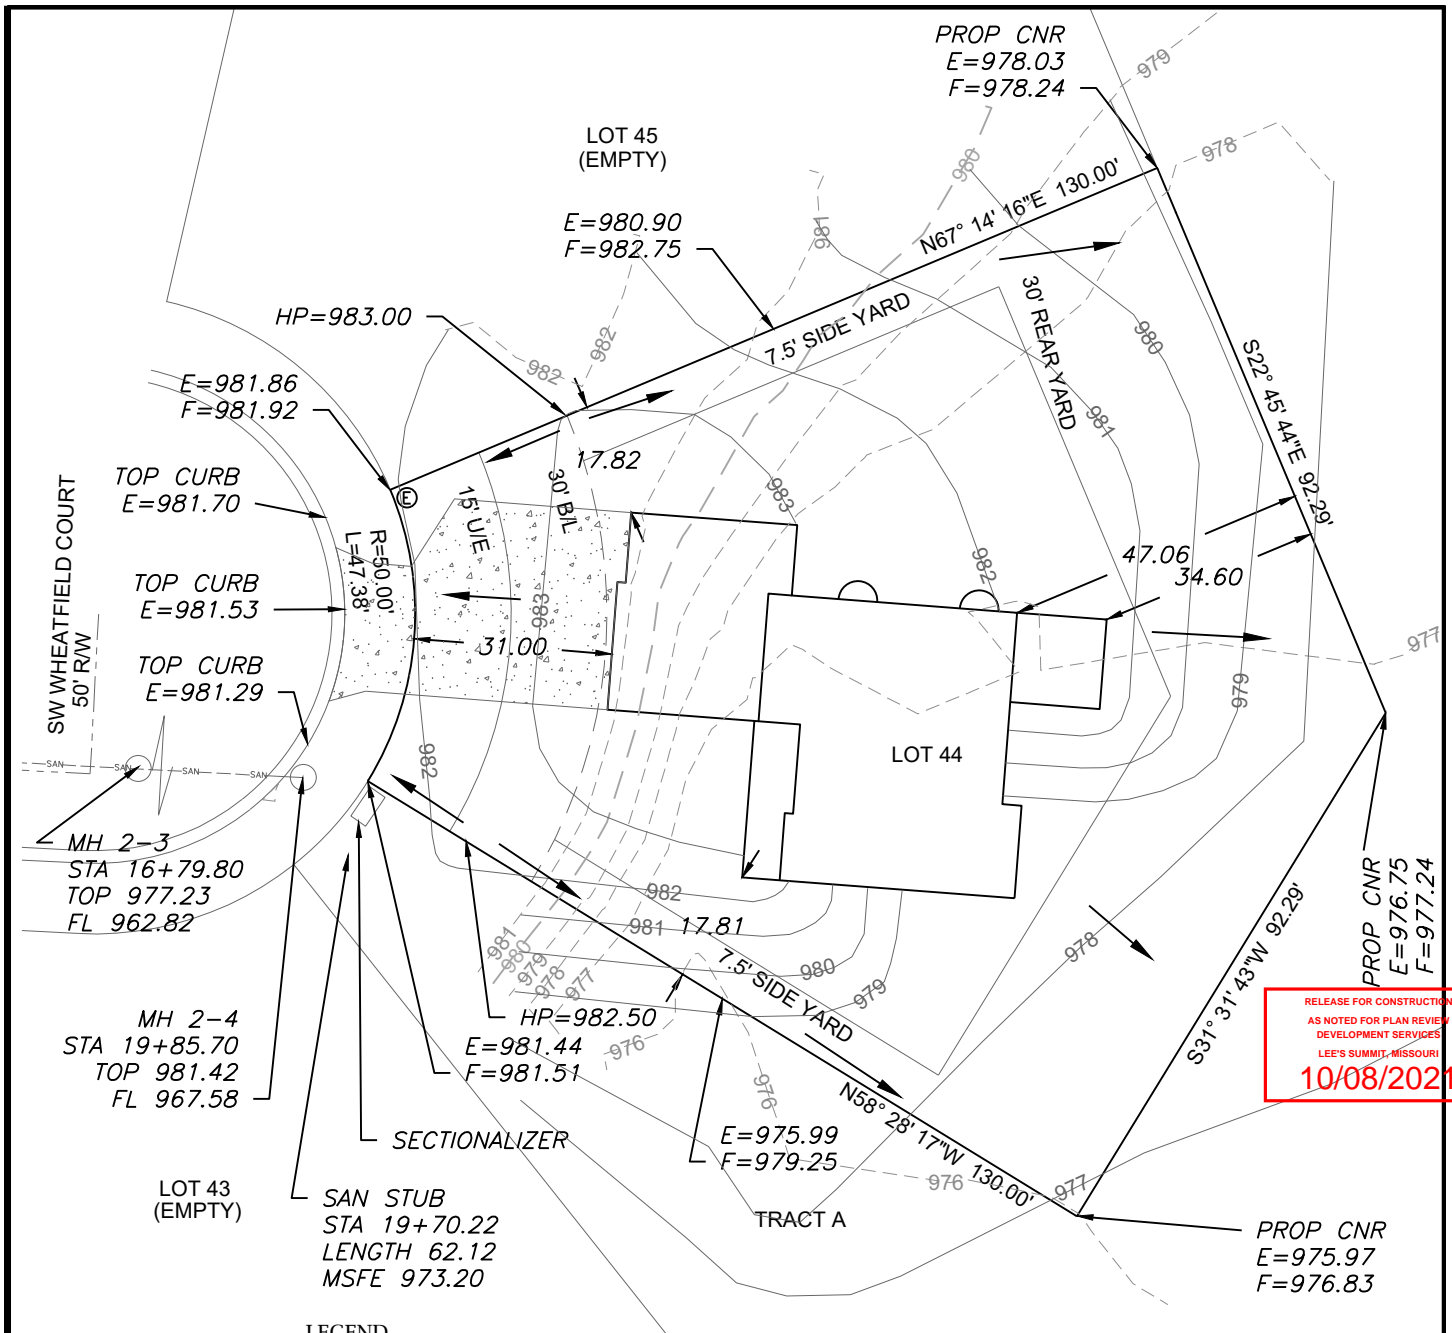 PROP CNR
E=978.03
F=978.24
979
LOT 45
(EMPTY)
978
980
E=980.90
F=982.75
981
N67° 14' 16"E 130.00'
HP=983.00
7.5' SIDE YARD
30' REAR YARD
982
982
980
S22° 45' 44"E 92.29'
E=981.86
F=981.92
981
17.82
TOP CURB
E=981.70
E
15' U/E
30' B/L
983
SW WHEATFIELD COURT
50' R/W
R=50.00'
L=47.38'
982
47.06
34.60
TOP CURB
E=981.53
983
31.00
977
TOP CURB
E=981.29
979
982
LOT 44
SAN
SAN
SAN
SAN
MH 2-3
STA 16+79.80
TOP 977.23
FL 962.82
982
981
17.81
980
979
978
981
980
979
978
977
7.5' SIDE YARD
PROP CNR
E=976.75
F=977.24
S31° 31' 43"W 92.29'
RELEASE FOR CONSTRUCTION
AS NOTED FOR PLAN REVIEW
DEVELOPMENT SERVICES
LEE'S SUMMIT, MISSOURI
10/08/2021
MH 2-4
STA 19+85.70
TOP 981.42
FL 967.58
HP=982.50
E=981.44
F=981.51
976
976
N58° 28' 17"W 130.00'
SECTIONALIZER
E=975.99
F=979.25
976
977
LOT 43
(EMPTY)
SAN STUB
STA 19+70.22
LENGTH 62.12
MSFE 973.20
TRACT A
PROP CNR
E=975.97
F=976.83
LEGEND